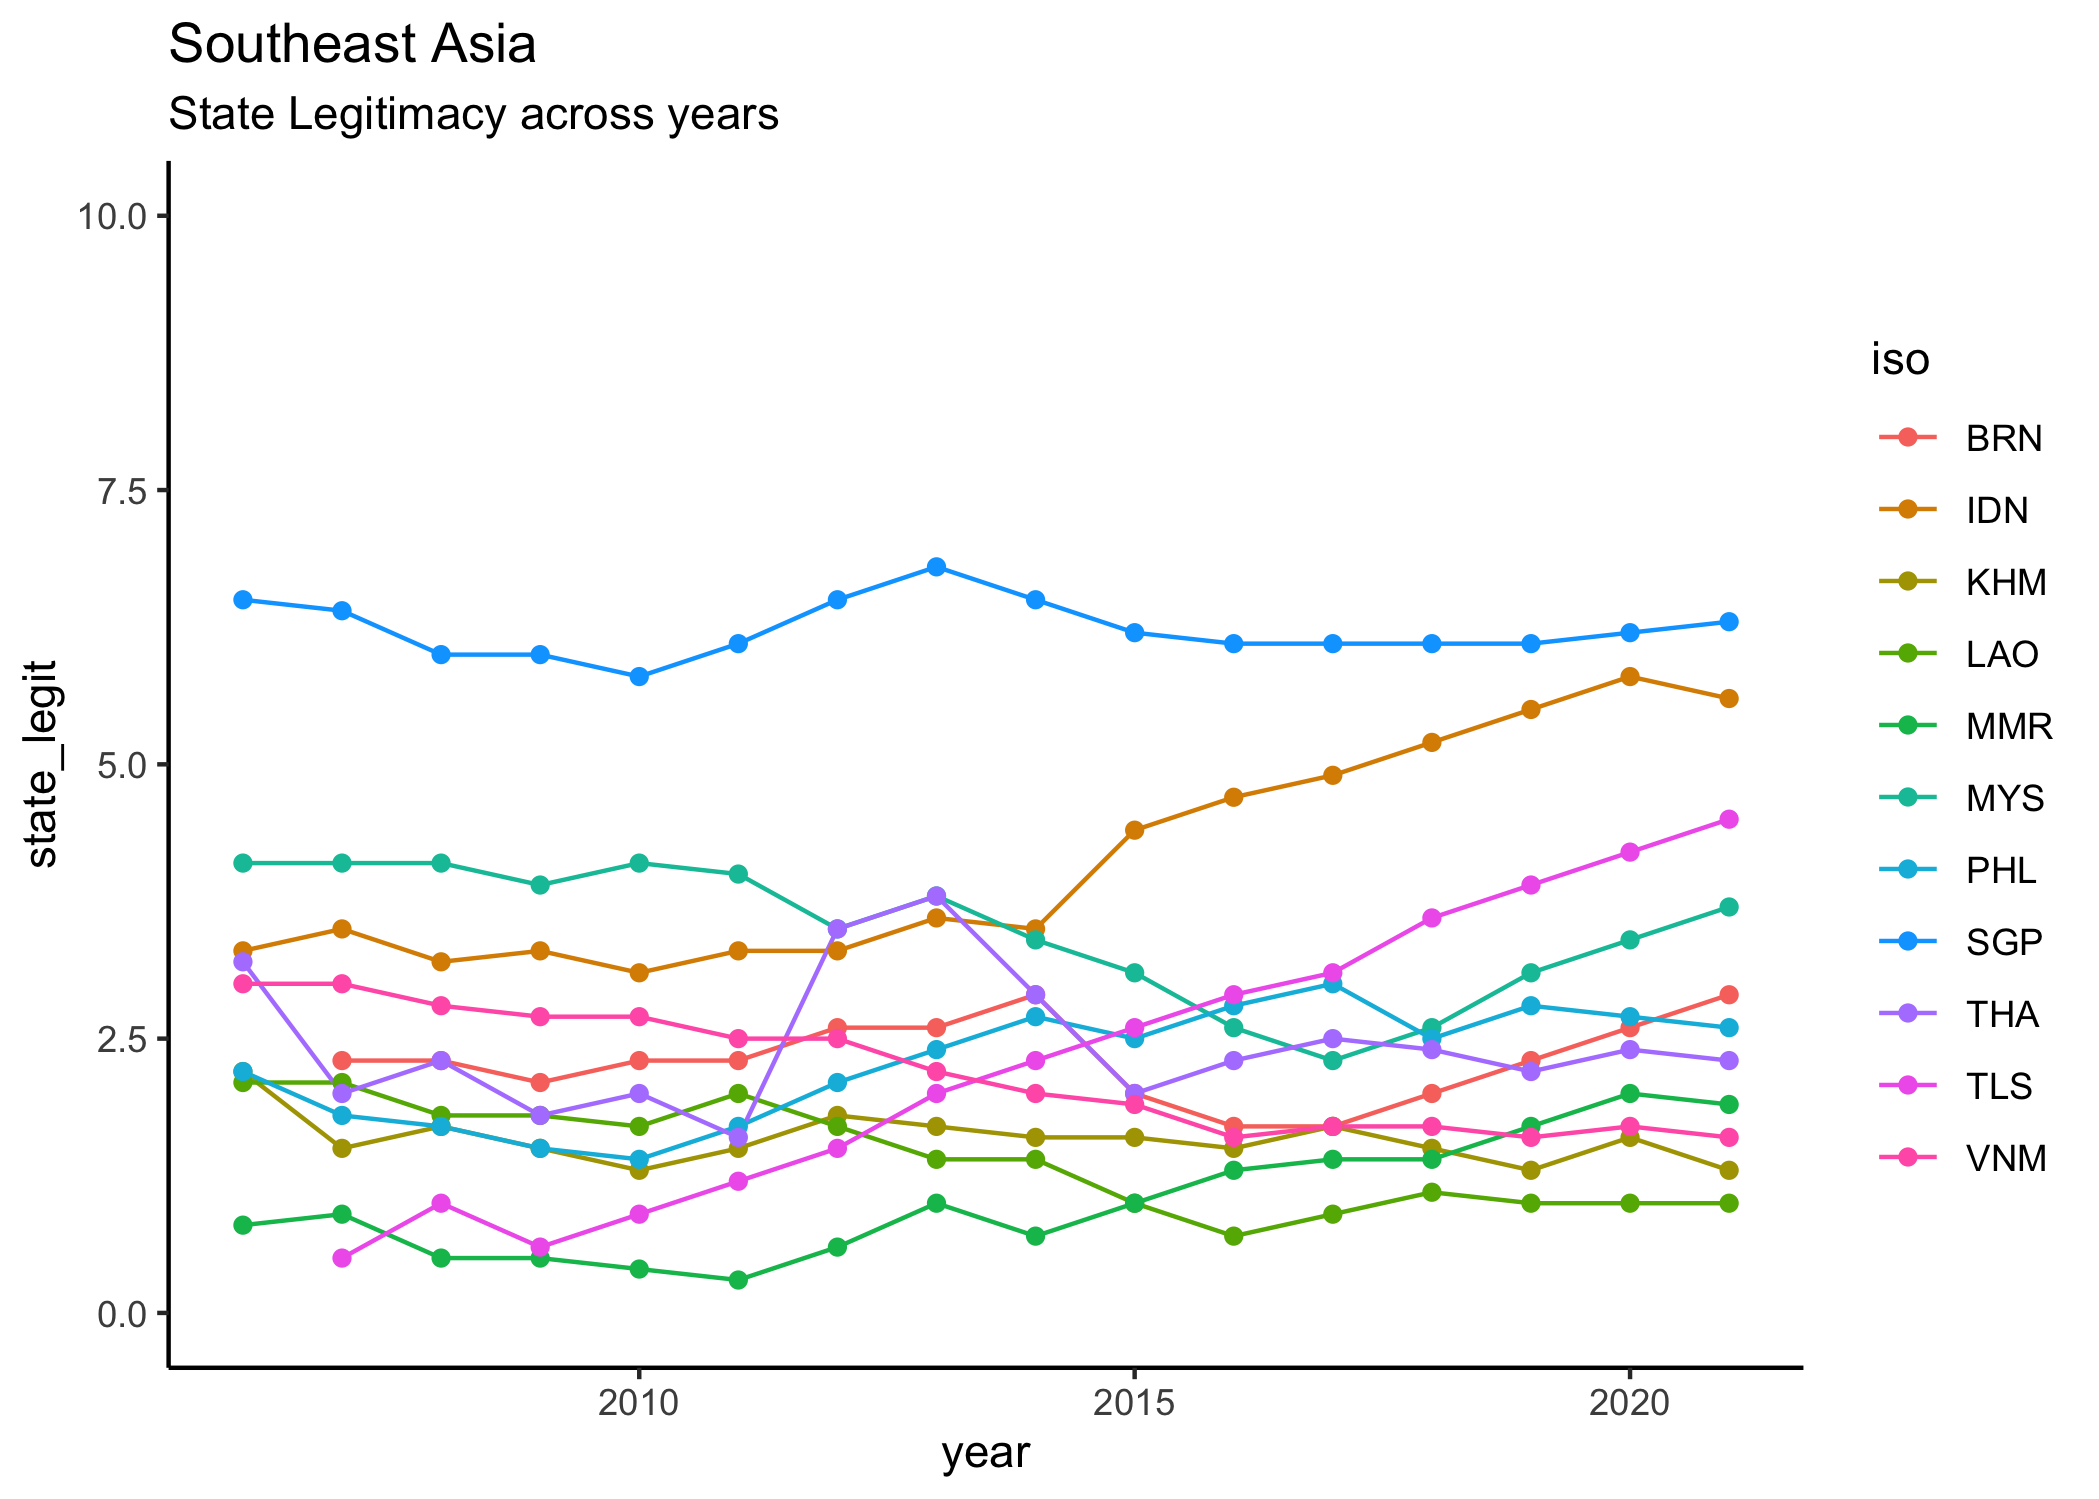 Southeast Asia
State Legitimacy across years
state_legit
10.0
7.5
5.0
2.5
0.0
2010
2015
2020
year
iso
BRN
IDN
KHM
LAO
MMR
MYS
PHL
SGP
THA
TLS
VNM